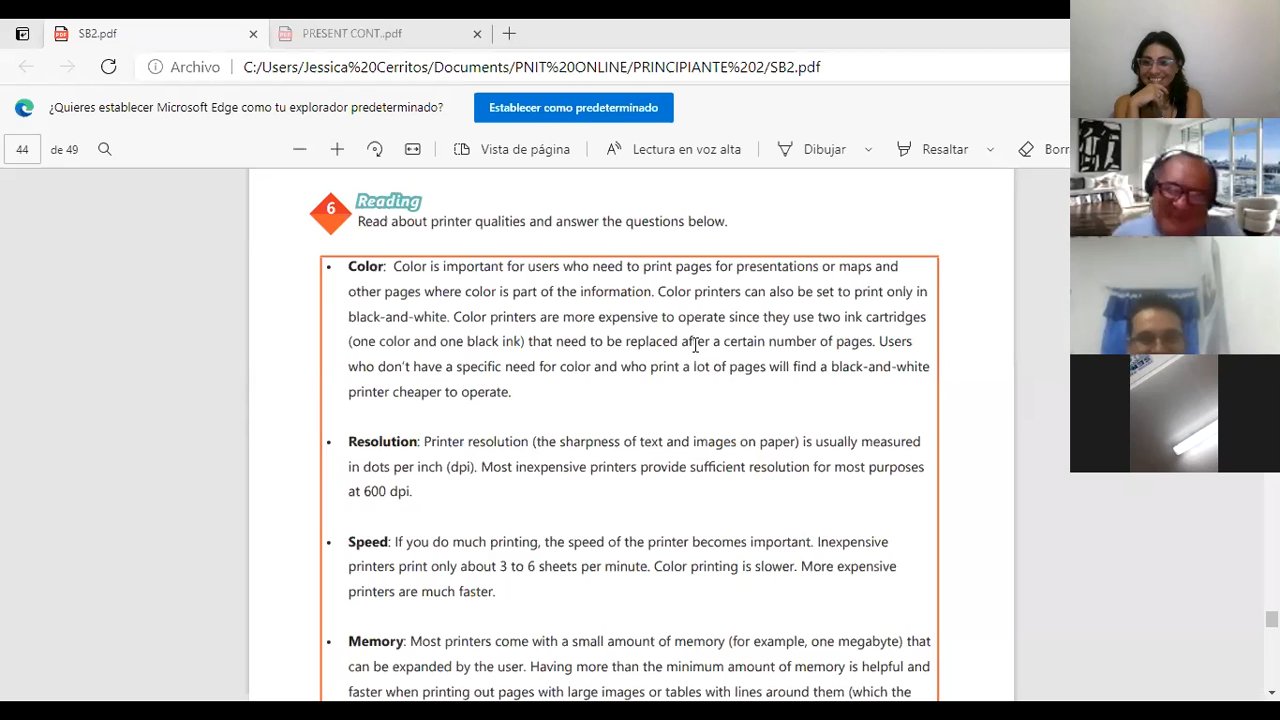 SB2.pdf
PRESENT CONT..pdf
Archivo
C:/Users/Jessica%20Cerritos/Documents/PNIT%20ONLINE/PRINCIPIANTE%202/SB2.pdf
¿Quieres establecer Microsoft Edge como tu explorador predeterminado?
Establecer como predeterminado
44
de 49
Vista de página
Lectura en voz alta
Dibujar
Resaltar
Borr
6
Reading
Read about printer qualities and answer the questions below.
• Color: Color is important for users who need to print pages for presentations or maps and
other pages where color is part of the information. Color printers can also be set to print only in
black-and-white. Color printers are more expensive to operate since they use two ink cartridges
(one color and one black ink) that need to be replaced after a certain number of pages. Users
who don't have a specific need for color and who print a lot of pages will find a black-and-white
printer cheaper to operate.
• Resolution: Printer resolution (the sharpness of text and images on paper) is usually measured
in dots per inch (dpi). Most inexpensive printers provide sufficient resolution for most purposes
at 600 dpi.
• Speed: If you do much printing, the speed of the printer becomes important. Inexpensive
printers print only about 3 to 6 sheets per minute. Color printing is slower. More expensive
printers are much faster.
• Memory: Most printers come with a small amount of memory (for example, one megabyte) that
can be expanded by the user. Having more than the minimum amount of memory is helpful and
faster when printing out pages with large images or tables with lines around them (which the